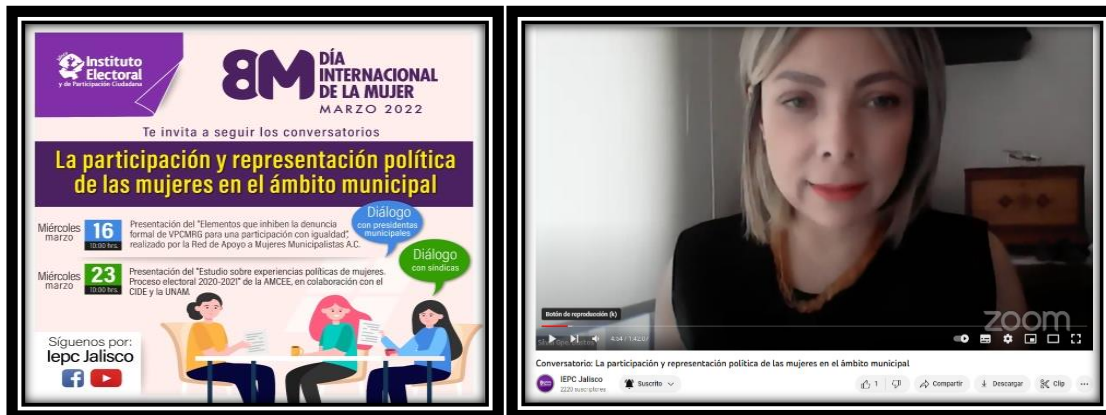 Instituto
Electoral
y de Participación Ciudadana
8M DÍA
INTERNACIONAL
DE LA MUJER
MARZO 2022
Te invita a seguir los conversatorios
La participación y representación política
de las mujeres en el ámbito municipal
Miércoles
marzo
16
10:00 hrs.
Presentación del "Elementos que inhiben la denuncia
formal de VPCMRG para una participación con igualdad",
realizado por la Red de Apoyo a Mujeres Municipalistas A.C.
Diálogo
con presidentas
municipales
Miércoles
marzo
23
10:00 hrs.
Presentación del "Estudio sobre experiencias políticas de mujeres.
Proceso electoral 2020-2021" de la AMCEE, en colaboración con el
CIDE y la UNAM.
Diálogo
con síndicas
Síguenos por:
Iepc Jalisco
Botón de reproducción (k)
4:54 / 1:42:07
zoom
Conversatorio: La participación y representación política de las mujeres en el ámbito municipal
IEPC Jalisco
2220 suscriptores
Suscrito
1
Compartir
Descargar
Clip